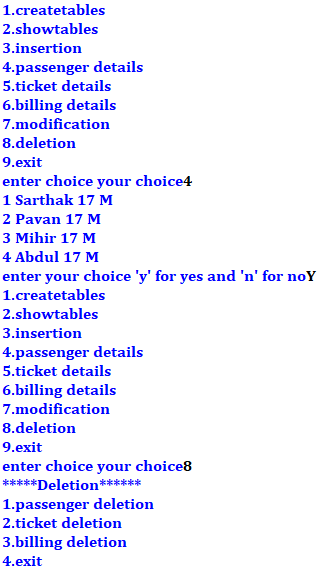 1.createtables
2.showtables
3.insertion
4.passenger details
5.ticket details
6.billing details
7.modification
8.deletion
9.exit
enter choice your choice4
1 Sarthak 17 M
2 Pavan 17 M
3 Mihir 17 M
4 Abdul 17 M
enter your choice 'y' for yes and 'n' for noY
1.createtables
2.showtables
3.insertion
4.passenger details
5.ticket details
6.billing details
7.modification
8.deletion
9.exit
enter choice your choice8
*****Deletion******
1.passenger deletion
2.ticket deletion
3.billing deletion
4.exit